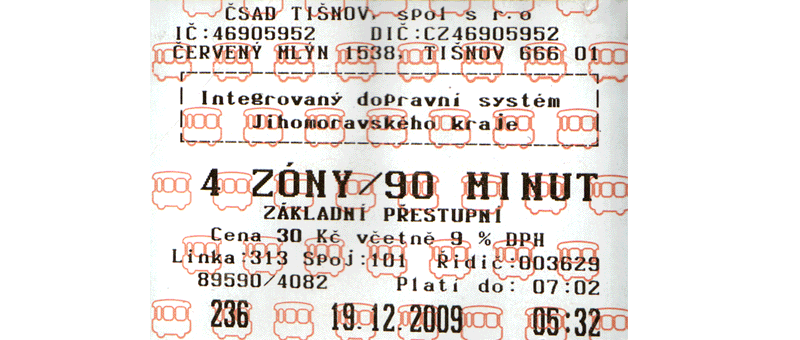 ČSAD TIŠNOV, spol s r.o
IČ:46905952 DIČ:CZ46905952
ČERVENÝ MLÝN 1538, TIŠNOV 666 01
Integrovaný dopravní systém
Jihomoravského kraje
4 ZÓNY/90 MINUT
ZÁKLADNÍ PŘESTUPNÍ
Cena 30 Kč včetně 9 % DPH
Linka:313 Spoj:101 Řidič:003629
89590/4082 Platí do: 07:02
236 19.12.2009 05:32